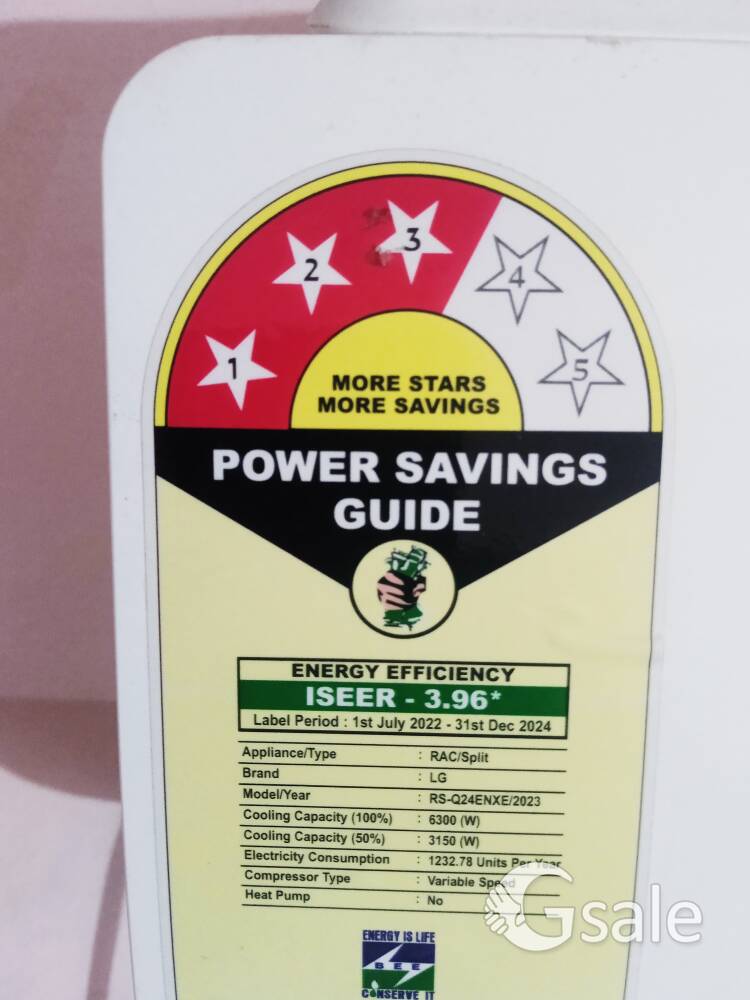 1
2
3
4
5
MORE STARS
MORE SAVINGS
POWER SAVINGS
GUIDE
ENERGY EFFICIENCY
ISEER - 3.96*
Label Period : 1st July 2022 - 31st Dec 2024
Appliance/Type : RAC/Split
Brand : LG
Model/Year : RS-Q24ENXE/2023
Cooling Capacity (100%) : 6300 (W)
Cooling Capacity (50%) : 3150 (W)
Electricity Consumption : 1232.78 Units Per Year
Compressor Type : Variable Speed
Heat Pump : No
Gsale
ENERGY IS LIFE
BEE
CONSERVE IT